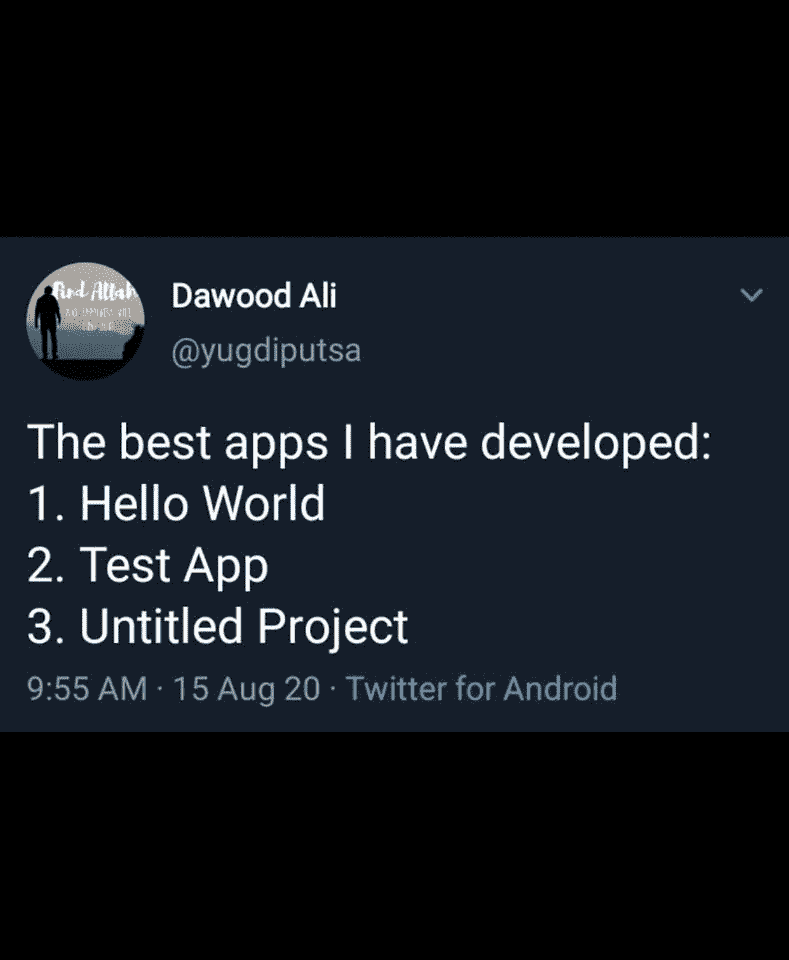 Find Allah
Dawood Ali
@yugdiputsa
The best apps I have developed:
1. Hello World
2. Test App
3. Untitled Project
9:55 AM · 15 Aug 20 · Twitter for Android